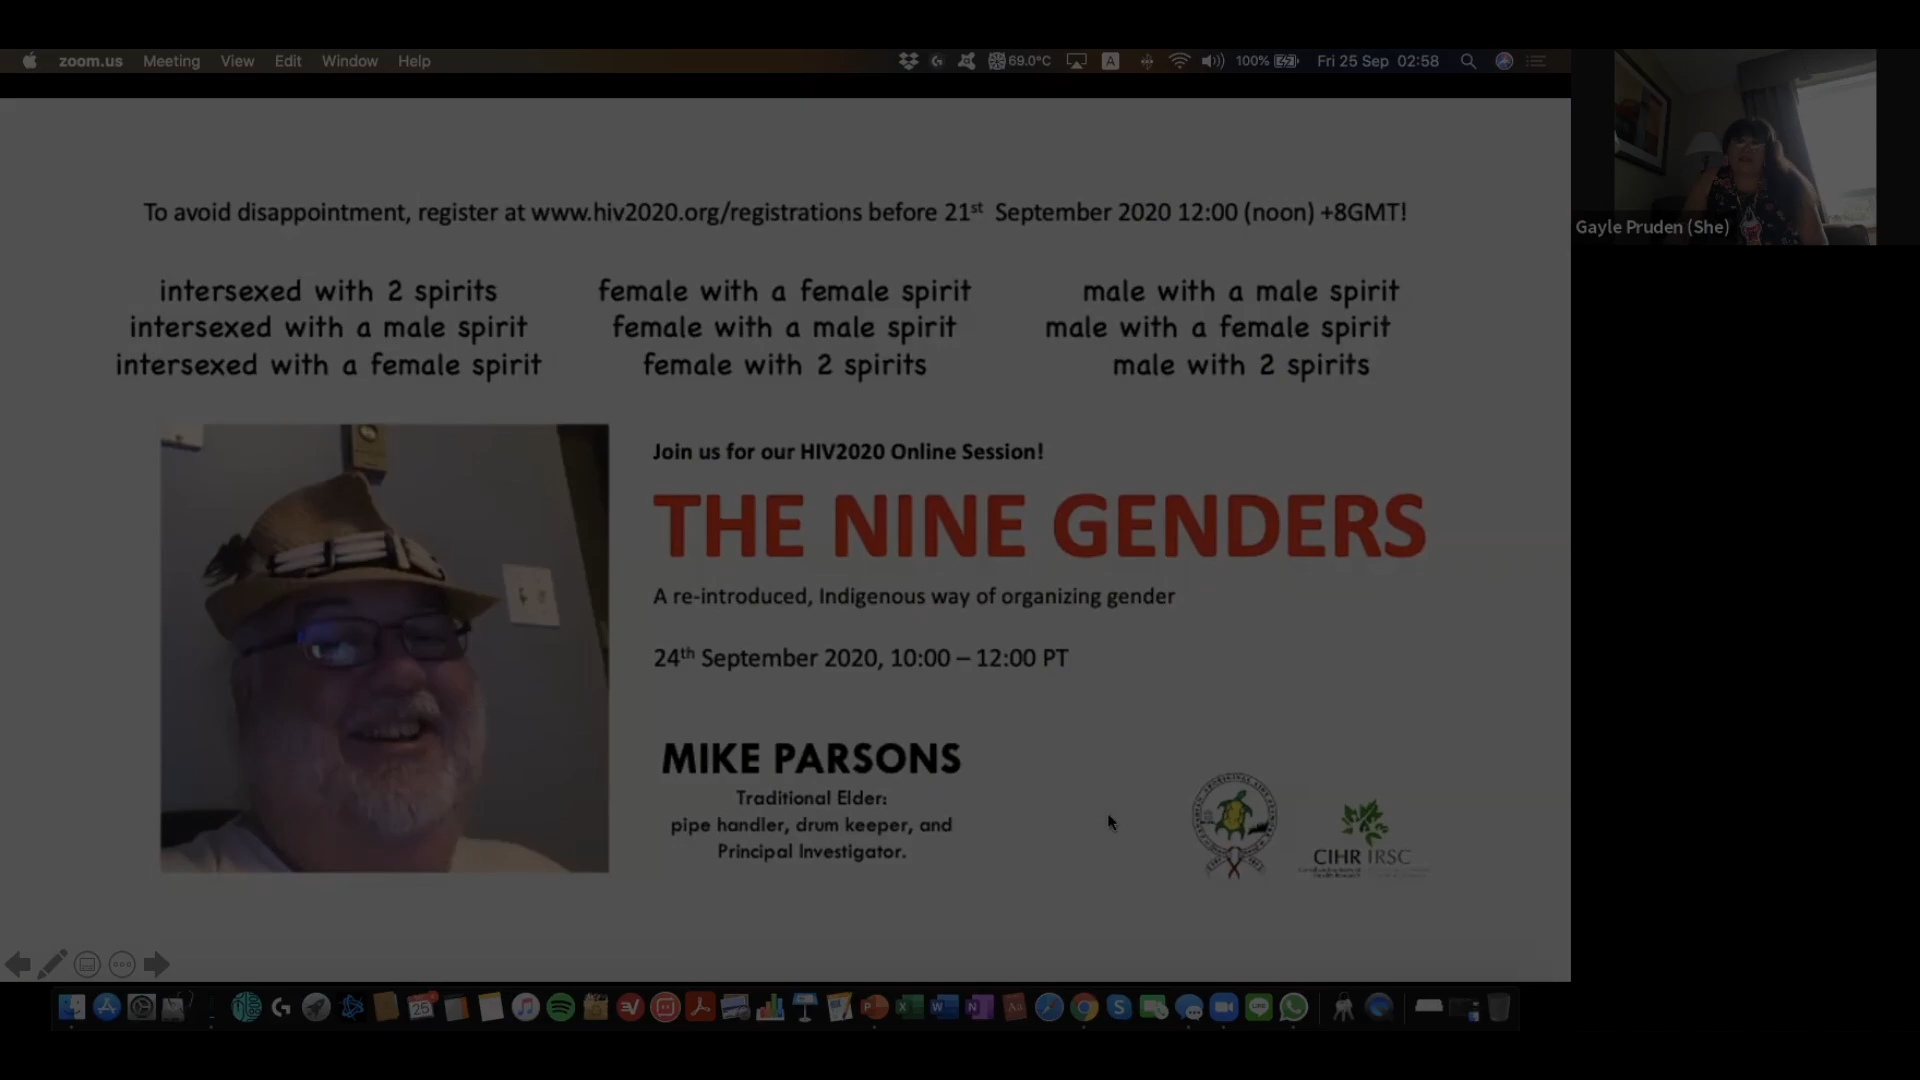 zoom.us Meeting View Edit Window Help
69.0°C A 100% Fri 25 Sep 02:58
Gayle Pruden (She)
To avoid disappointment, register at www.hiv2020.org/registrations before 21st September 2020 12:00 (noon) +8GMT!
intersexed with 2 spirits
intersexed with a male spirit
intersexed with a female spirit
female with a female spirit
female with a male spirit
female with 2 spirits
male with a male spirit
male with a female spirit
male with 2 spirits
Join us for our HIV2020 Online Session!
THE NINE GENDERS
A re-introduced, Indigenous way of organizing gender
24th September 2020, 10:00 – 12:00 PT
MIKE PARSONS
Traditional Elder:
pipe handler, drum keeper, and
Principal Investigator.
CIHR IRSC
25